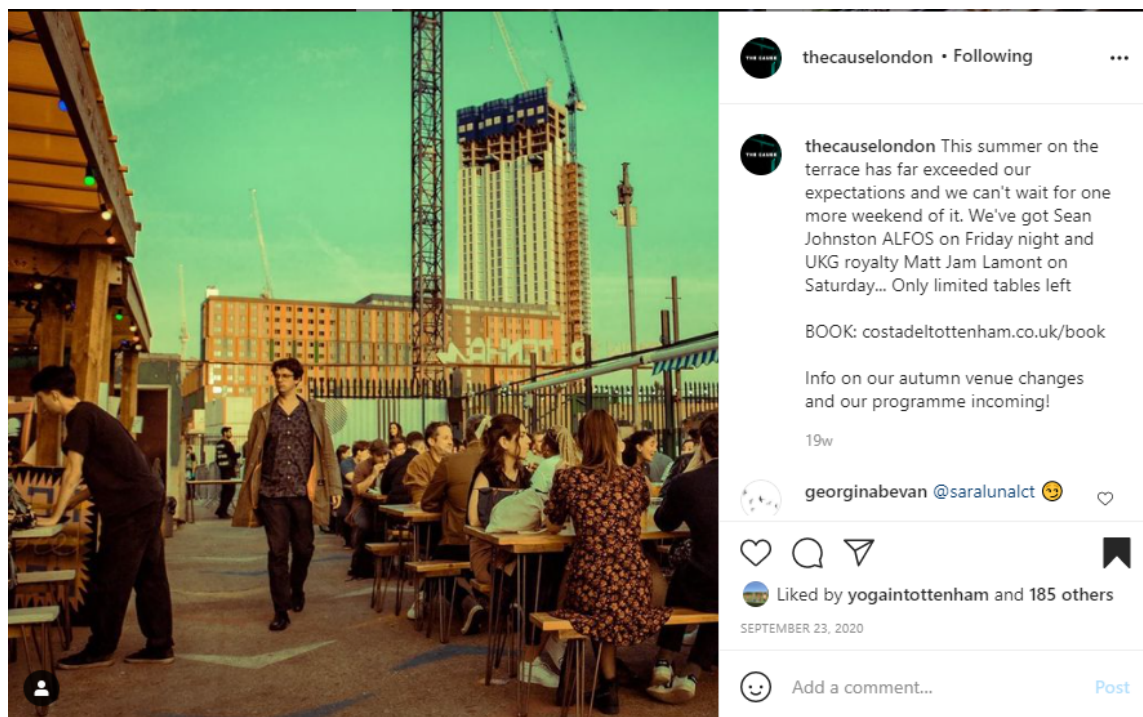 thecauselondon • Following
thecauselondon This summer on the
terrace has far exceeded our
expectations and we can't wait for one
more weekend of it. We've got Sean
Johnston ALFOS on Friday night and
UKG royalty Matt Jam Lamont on
Saturday... Only limited tables left
BOOK: costadeltottenham.co.uk/book
Info on our autumn venue changes
and our programme incoming!
19w
georginabevan @saralunalct 😏
Liked by yogaintottenham and 185 others
SEPTEMBER 23, 2020
Add a comment... Post